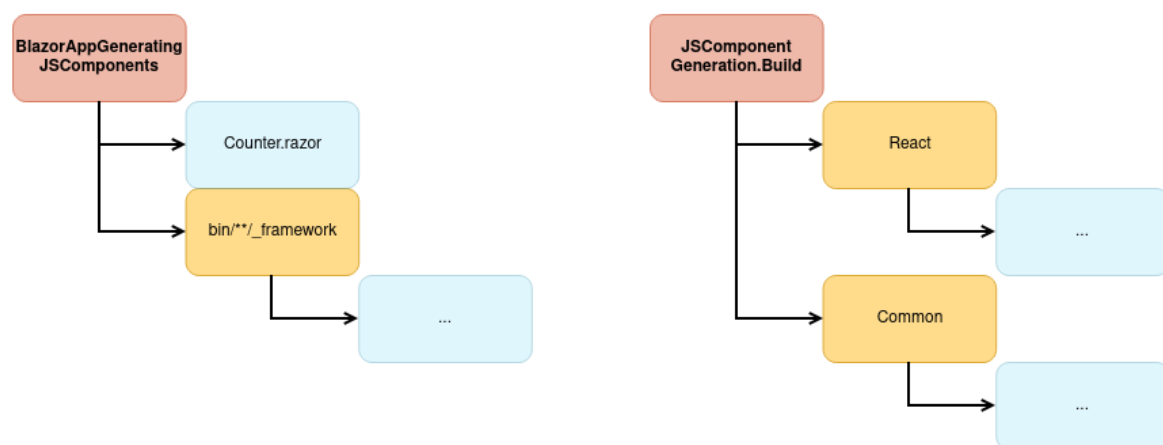 BlazorAppGenerating
JSComponents
Counter.razor
bin/**/_framework
...
JSComponent
Generation.Build
React
...
Common
...